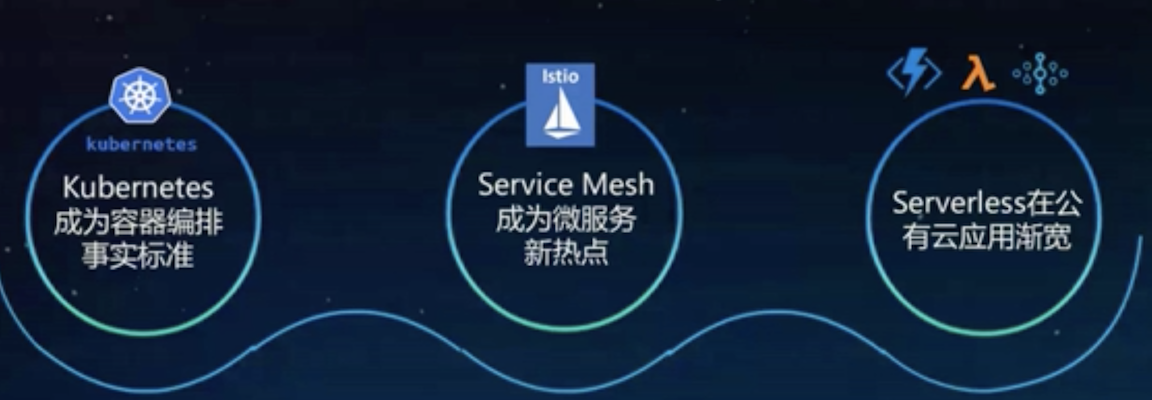 kubernetes
Kubernetes
成为容器编排
事实标准
Istio
Service Mesh
成为微服务
新热点
Serverless在公
有云应用渐宽